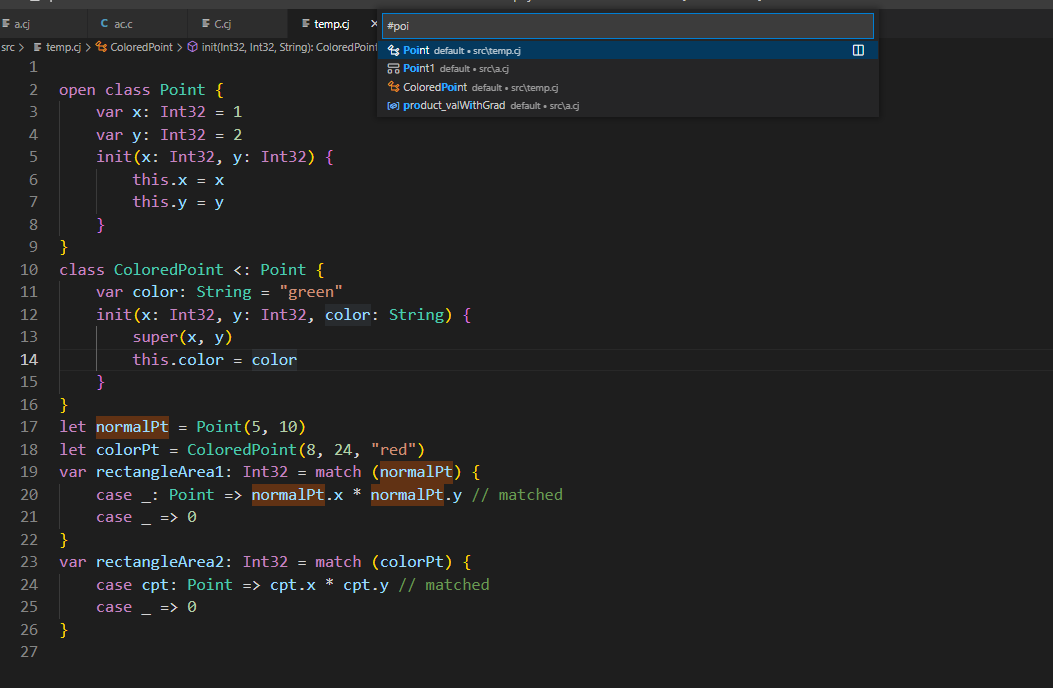 a.cj C ac.c C.cj temp.cj ×
#poi
src > temp.cj > ColoredPoint > init(Int32, Int32, String): ColoredPoint
Point default • src\temp.cj
Point1 default • src\a.cj
ColoredPoint default • src\temp.cj
product_valWithGrad default • src\a.cj
1
2 open class Point {
3 var x: Int32 = 1
4 var y: Int32 = 2
5 init(x: Int32, y: Int32) {
6 this.x = x
7 this.y = y
8 }
9 }
10 class ColoredPoint <: Point {
11 var color: String = "green"
12 init(x: Int32, y: Int32, color: String) {
13 super(x, y)
14 this.color = color
15 }
16 }
17 let normalPt = Point(5, 10)
18 let colorPt = ColoredPoint(8, 24, "red")
19 var rectangleArea1: Int32 = match (normalPt) {
20 case _: Point => normalPt.x * normalPt.y // matched
21 case _ => 0
22 }
23 var rectangleArea2: Int32 = match (colorPt) {
24 case cpt: Point => cpt.x * cpt.y // matched
25 case _ => 0
26 }
27